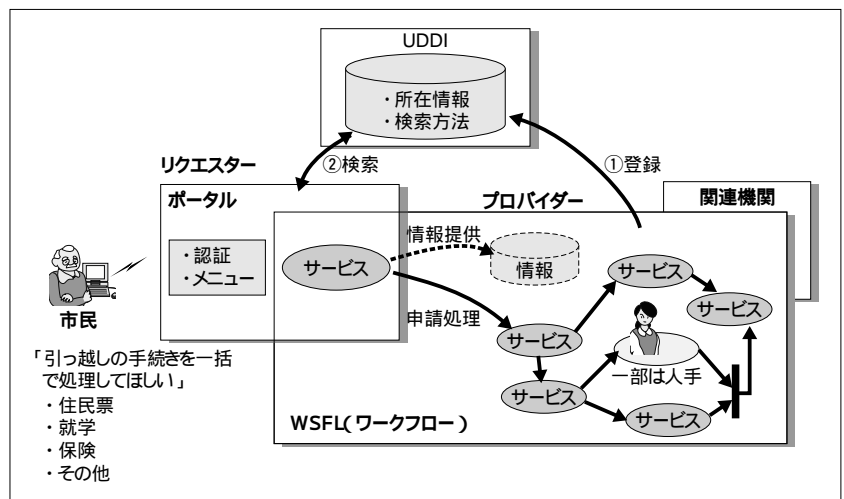 UDDI
・所在情報
・検索方法
リクエスター
②検索
①登録
ポータル
プロバイダー
関連機関
・認証
・メニュー
サービス
情報提供
情報
サービス
サービス
申請処理
サービス
市民
一部は人手
サービス
サービス
「引っ越しの手続きを一括
で処理してほしい」
・住民票
・就学
・保険
・その他
WSFL(ワークフロー)